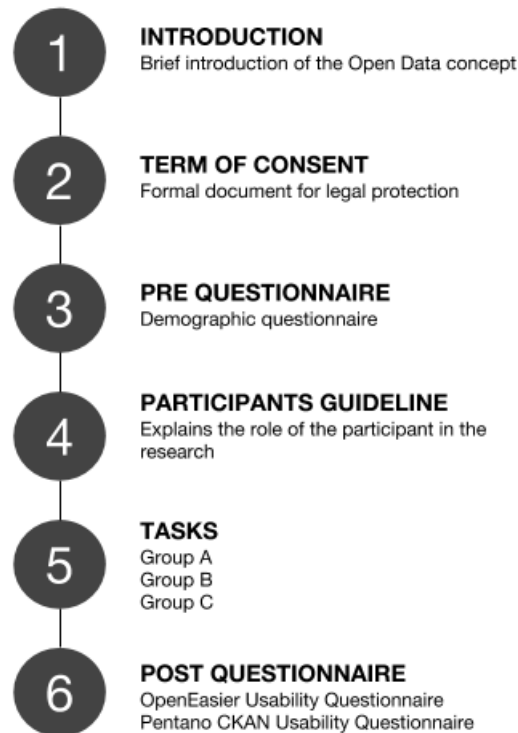 1
INTRODUCTION
Brief introduction of the Open Data concept
2
TERM OF CONSENT
Formal document for legal protection
3
PRE QUESTIONNAIRE
Demographic questionnaire
4
PARTICIPANTS GUIDELINE
Explains the role of the participant in the
research
5
TASKS
Group A
Group B
Group C
6
POST QUESTIONNAIRE
OpenEasier Usability Questionnaire
Pentano CKAN Usability Questionnaire